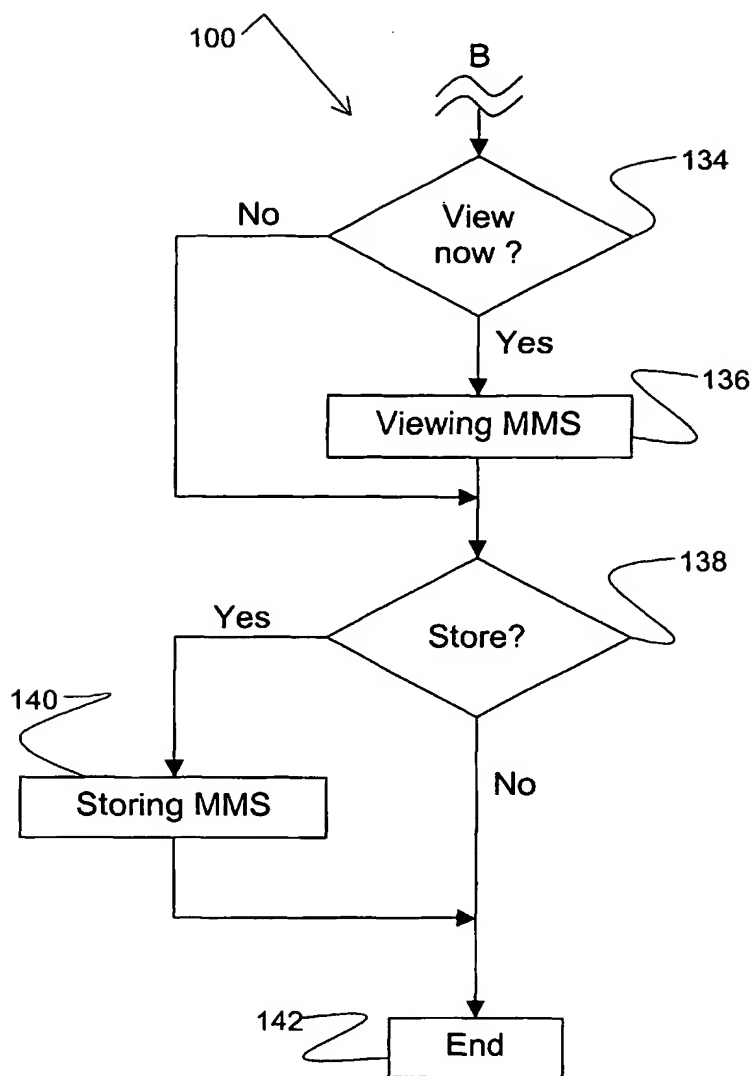 100
B
134
No
View
now ?
Yes
136
Viewing MMS
138
Yes
Store?
140
No
Storing MMS
142
End